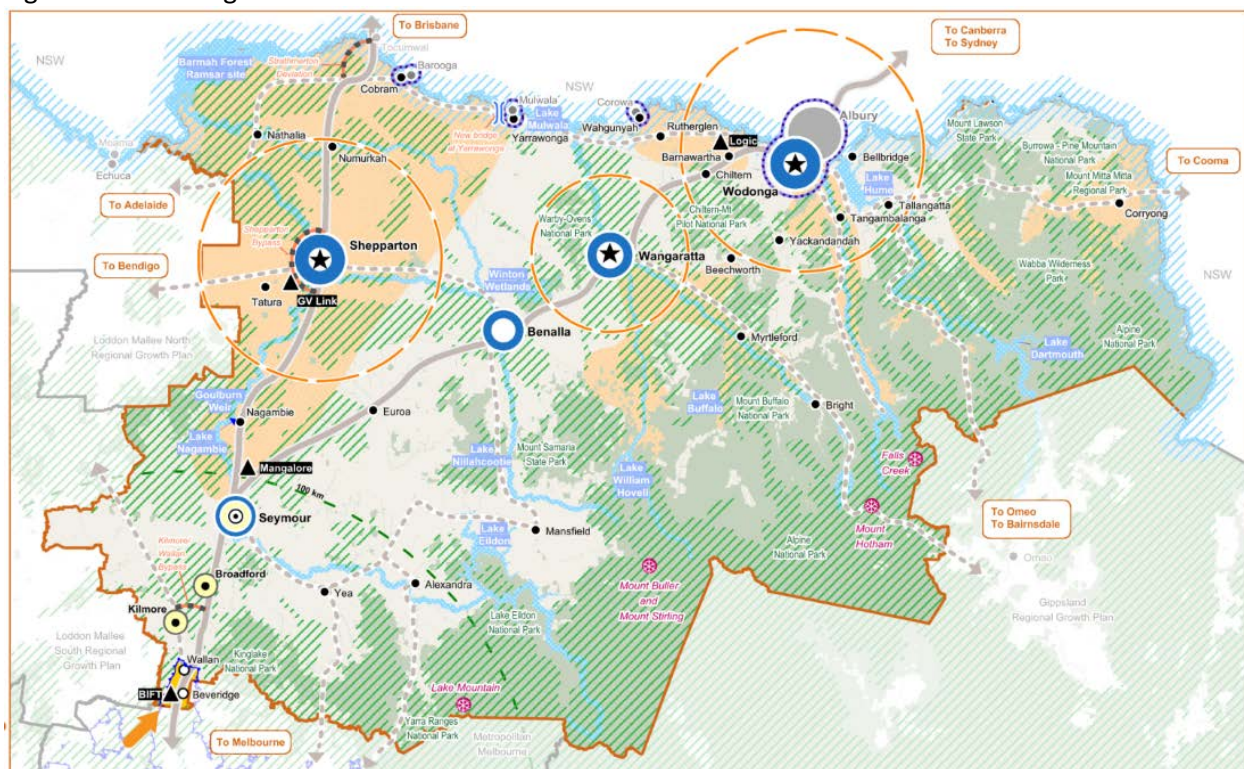 To Brisbane
To Canberra
To Sydney
NSW
Tocumwal
Barmah Forest
Ramsar site
Strathmerton
Deviation
Barooga
Cobram
NSW
Mulwala
Lake
Mulwala
Corowa
Wahgunyah
Rutherglen
Albury
Logic
Yarrawonga
New bridge
at Yarrawonga
Nathalia
Numurkah
Moama
Echuca
Barnawartha
Chiltern
Bellbridge
Mount Lawson
State Park
Burrowa - Pine Mountain
National Park
To Cooma
Wodonga
Lake
Hume
Mount Mitta Mitta
Regional Park
To Adelaide
Tallangatta
Tangambalanga
Corryong
Shepparton
Bypass
Shepparton
Warby-Ovens
National Park
Chiltern-Mt
Pilot National Park
Yackandandah
Wangaratta
Beechworth
To Bendigo
Winton
Wetlands
Wabba Wilderness
Park
NSW
Tatura
GV Link
Loddon Mallee North
Regional Growth Plan
Benalla
Myrtleford
Alpine
National Park
Lake
Dartmouth
Goulburn
Weir
Nagambie
Euroa
Lake
Buffalo
Mount Buffalo
National Park
Bright
Lake
Nagambie
Mangalore
Lake
Nillahcootie
Mount Samaria
State Park
Lake
William
Hovell
Falls
Creek
100 km
Seymour
Mansfield
Mount
Hotham
To Omeo
To Bairnsdale
Kilmore/
Wallan
Bypass
Lake
Eildon
Alpine
National Park
Omeo
Broadford
Alexandra
Mount Buller
and
Mount Stirling
Kilmore
Yea
Gippsland
Regional Growth Plan
Loddon Mallee
South Regional
Growth Plan
Lake Eildon
National Park
Wallan
Kinglake
National Park
BIFT
Beveridge
Lake Mountain
Yarra Ranges
National Park
To Melbourne
Metropolitan
Melbourne